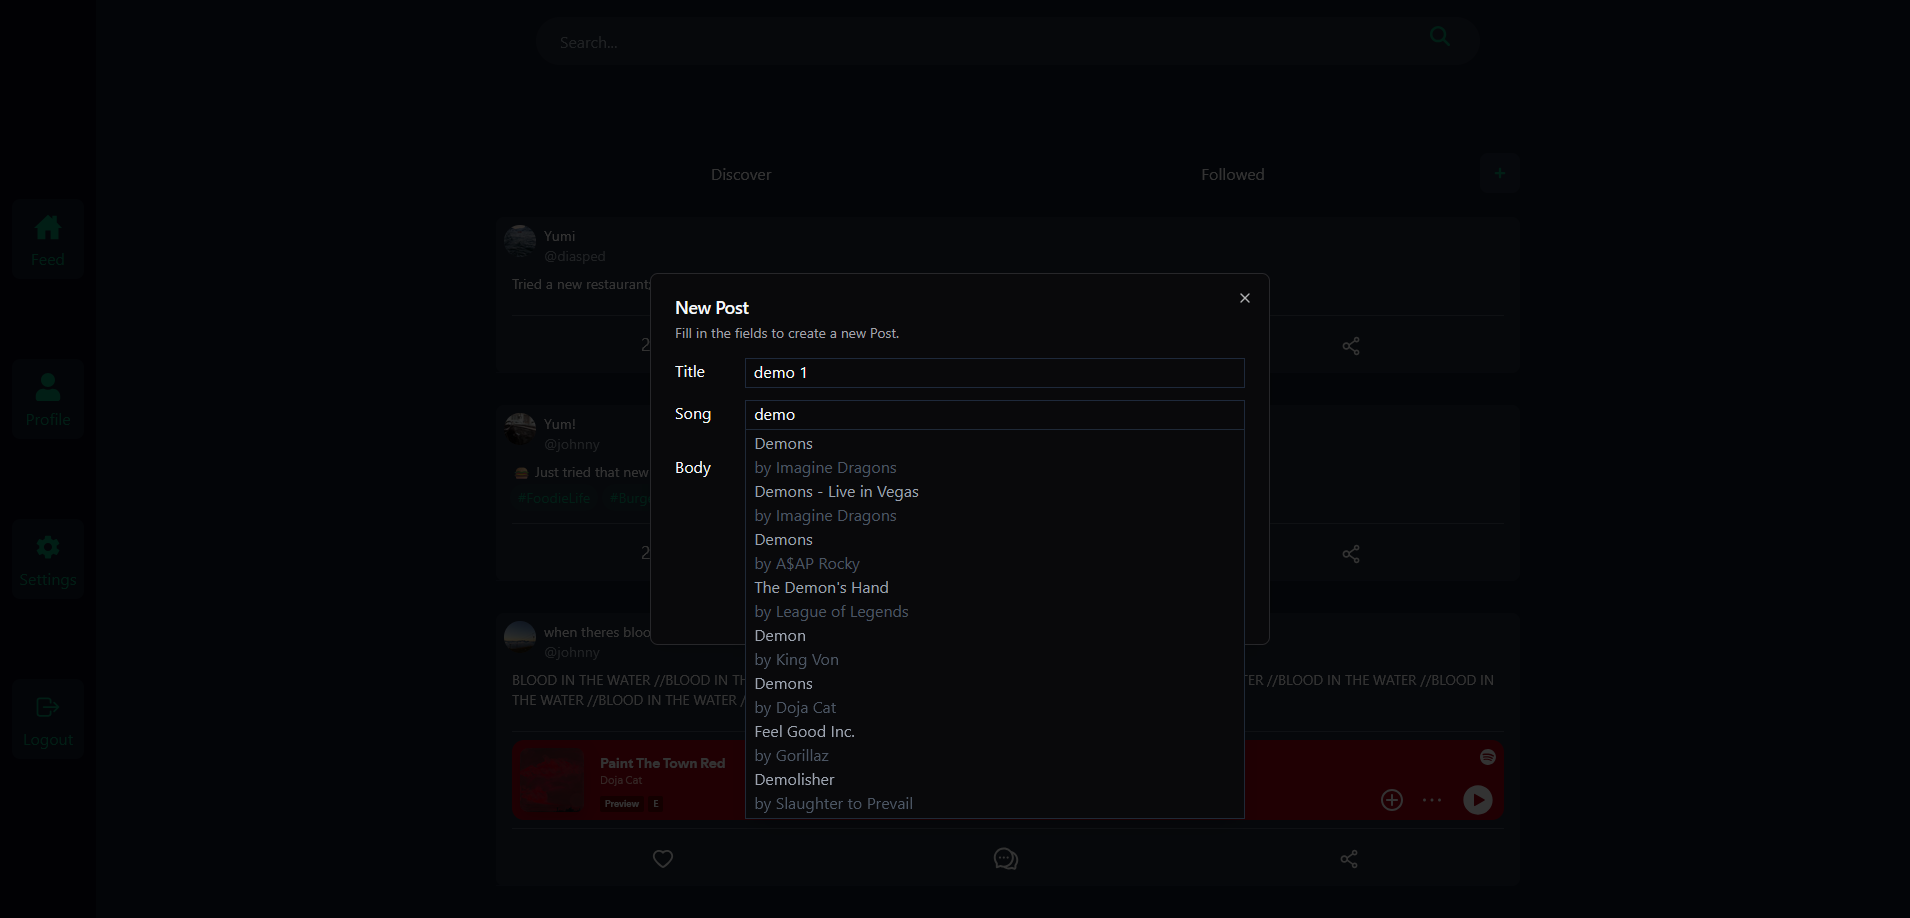 Search...
Discover
Followed
+
Feed
Profile
Settings
Logout
Yumi
@diasped
Tried a new restaurant,
2
Yum!
@johnny
🍔 Just tried that new
#FoodieLife #Burge
2
when theres bloo
@johnny
BLOOD IN THE WATER //BLOOD IN TH
TER //BLOOD IN THE WATER //BLOOD IN
THE WATER //BLOOD IN THE WATER /
Paint The Town Red
Doja Cat
Preview E
New Post
Fill in the fields to create a new Post.
Title
demo 1
Song
demo
Body
Demons
by Imagine Dragons
Demons - Live in Vegas
by Imagine Dragons
Demons
by A$AP Rocky
The Demon's Hand
by League of Legends
Demon
by King Von
Demons
by Doja Cat
Feel Good Inc.
by Gorillaz
Demolisher
by Slaughter to Prevail